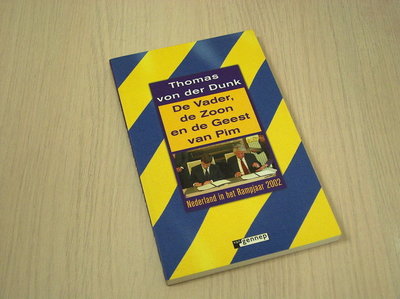 Thomas
von der Dunk
De Vader,
de Zoon
en de Geest
van Pim
Nederland in het Rampjaar 2002
van
gennep